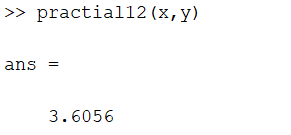 >> practial12(x,y)
ans =
3.6056